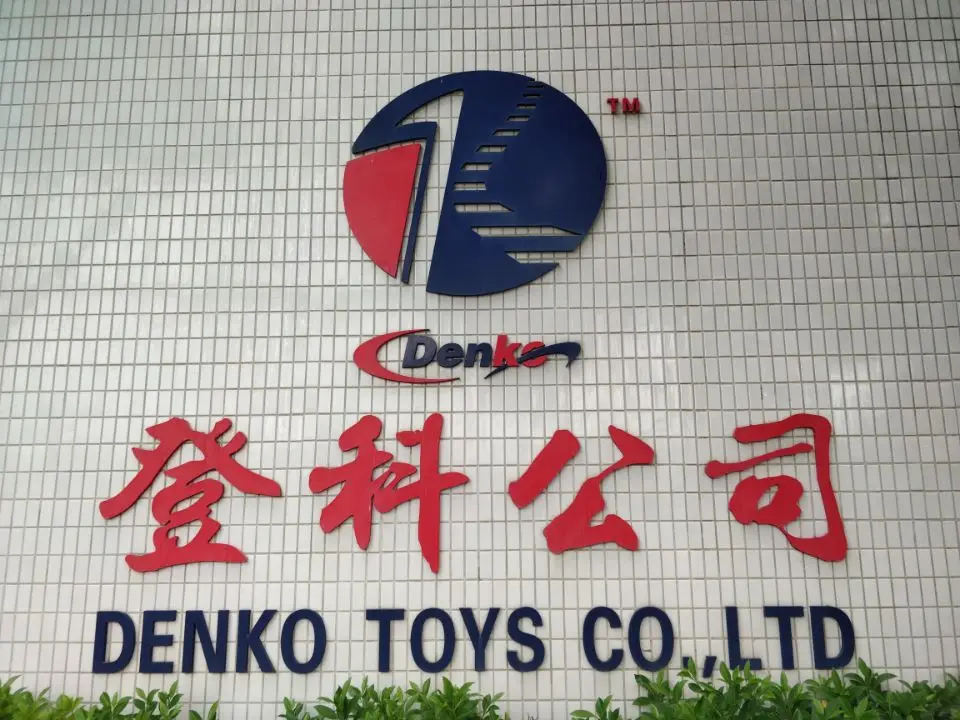 TM
Denko
登科公司
DENKO TOYS CO.,LTD